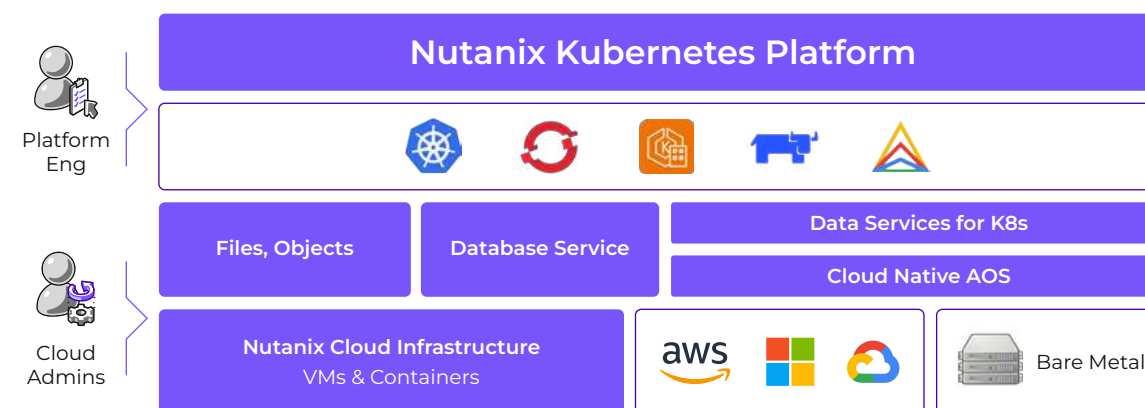 Nutanix Kubernetes Platform
Platform
Eng
K
Files, Objects
Database Service
Data Services for K8s
Cloud Native AOS
Cloud
Admins
Nutanix Cloud Infrastructure
VMs & Containers
aws
Bare Metal